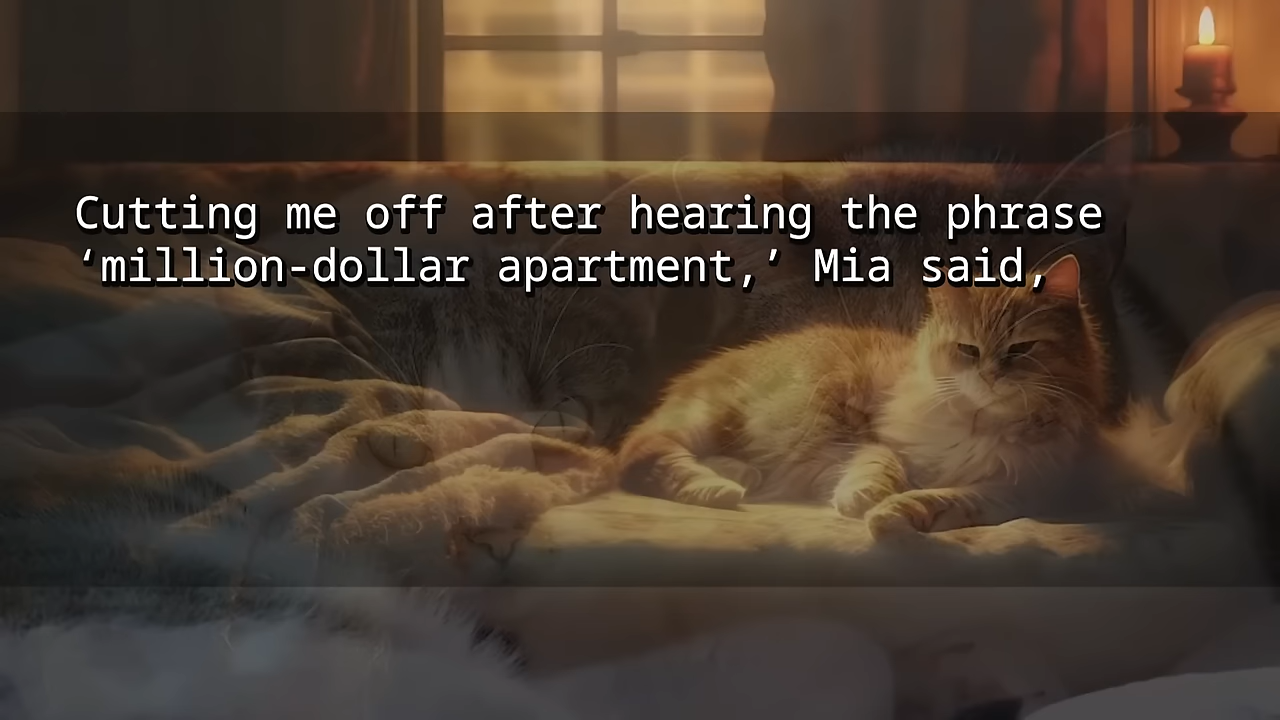 Cutting me off after hearing the phrase
‘million-dollar apartment,’ Mia said,